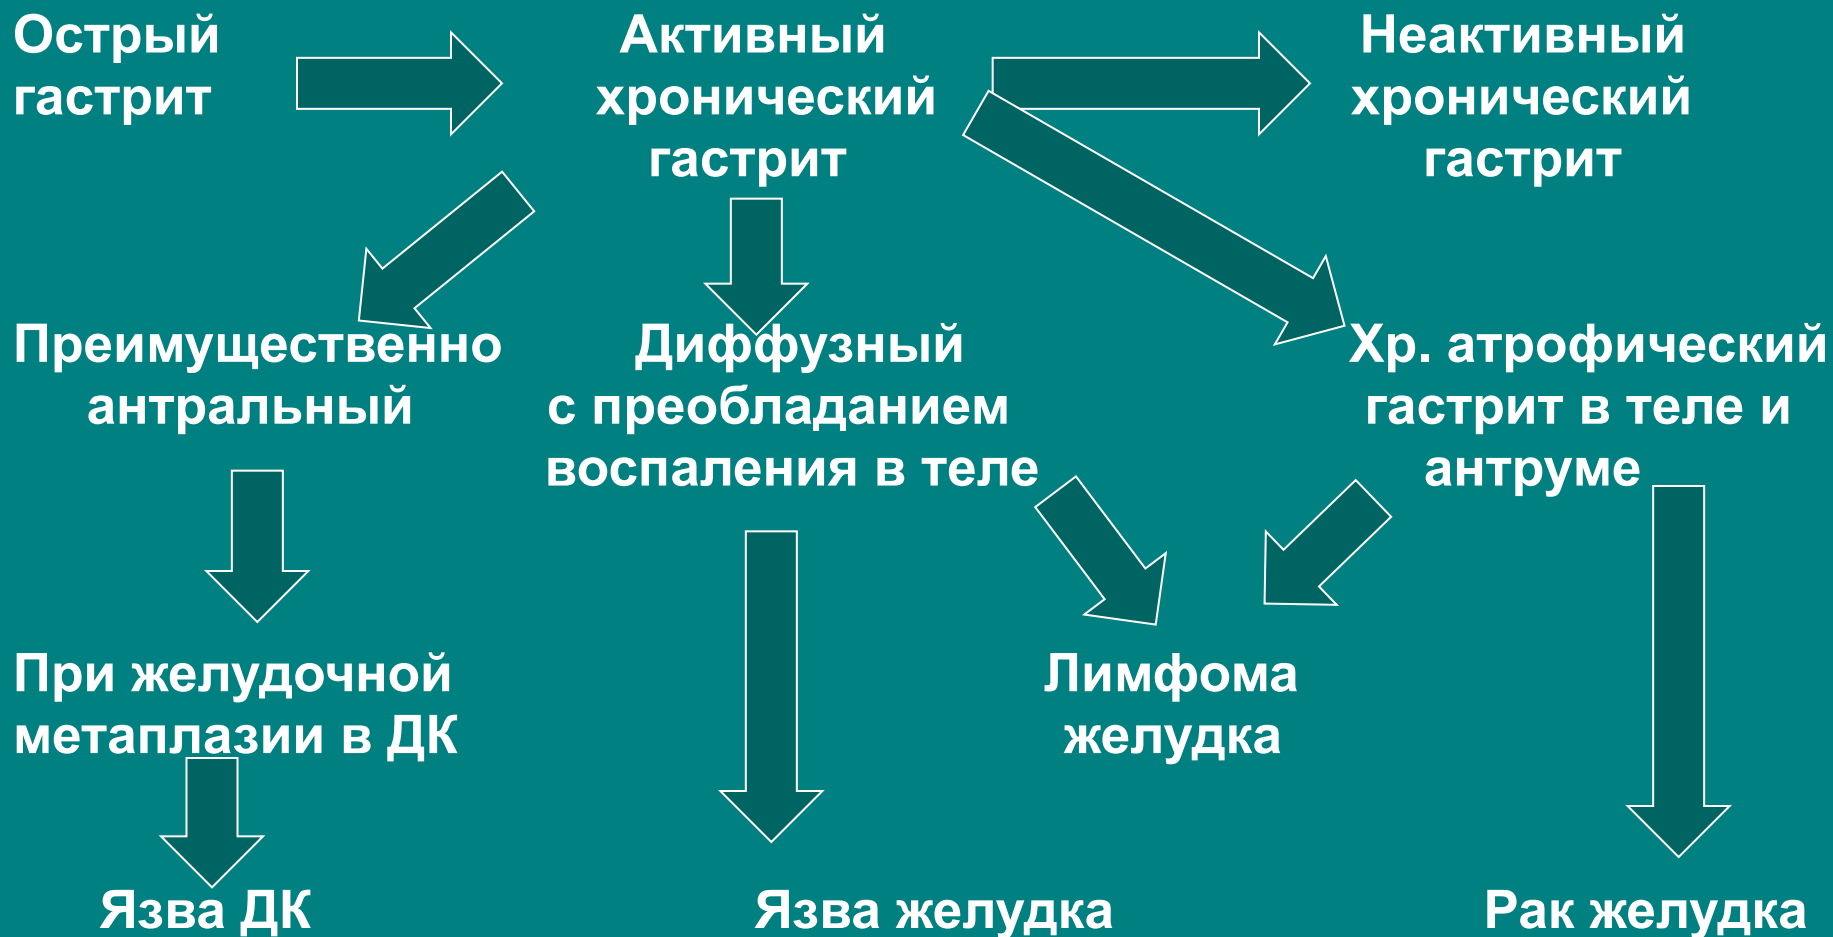 Острый
гастрит
Активный
хронический
гастрит
Неактивный
хронический
гастрит
Преимущественно
антральный
Диффузный
с преобладанием
воспаления в теле
Хр. атрофический
гастрит в теле и
антруме
При желудочной
метаплазии в ДК
Лимфома
желудка
Язва ДК
Язва желудка
Рак желудка